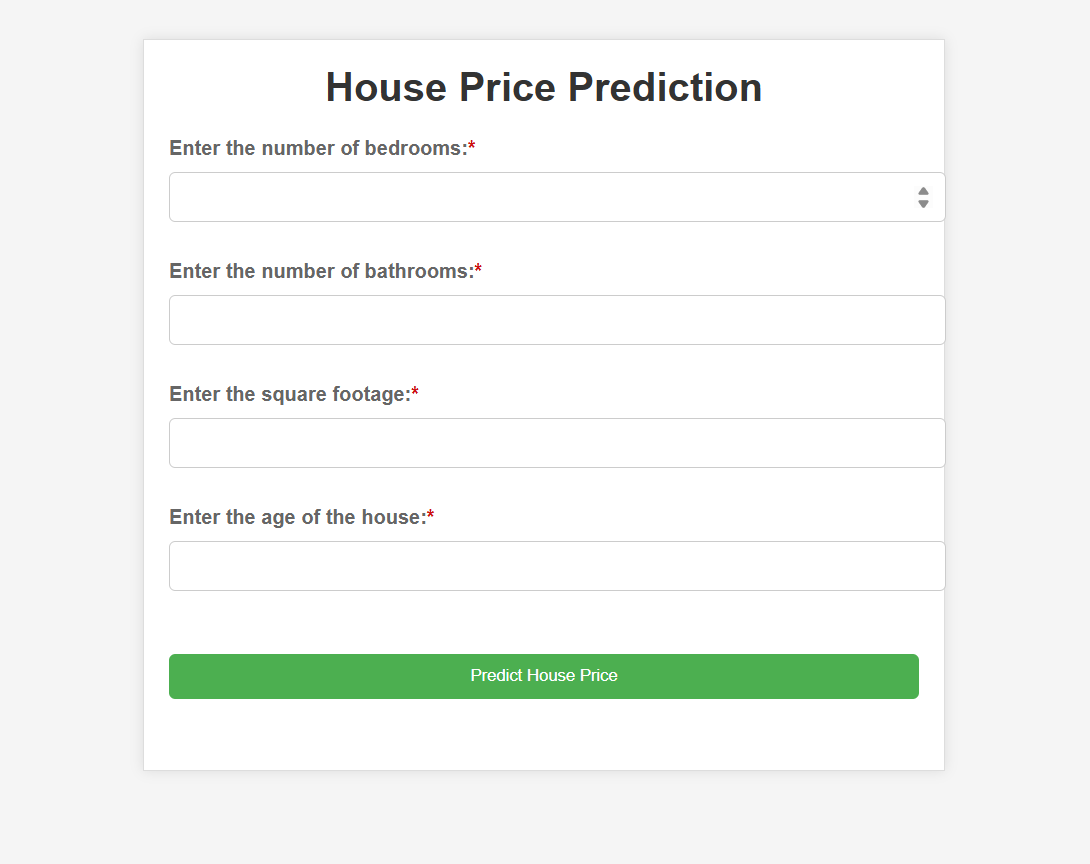 House Price Prediction
Enter the number of bedrooms:*
Enter the number of bathrooms:*
Enter the square footage:*
Enter the age of the house:*
Predict House Price